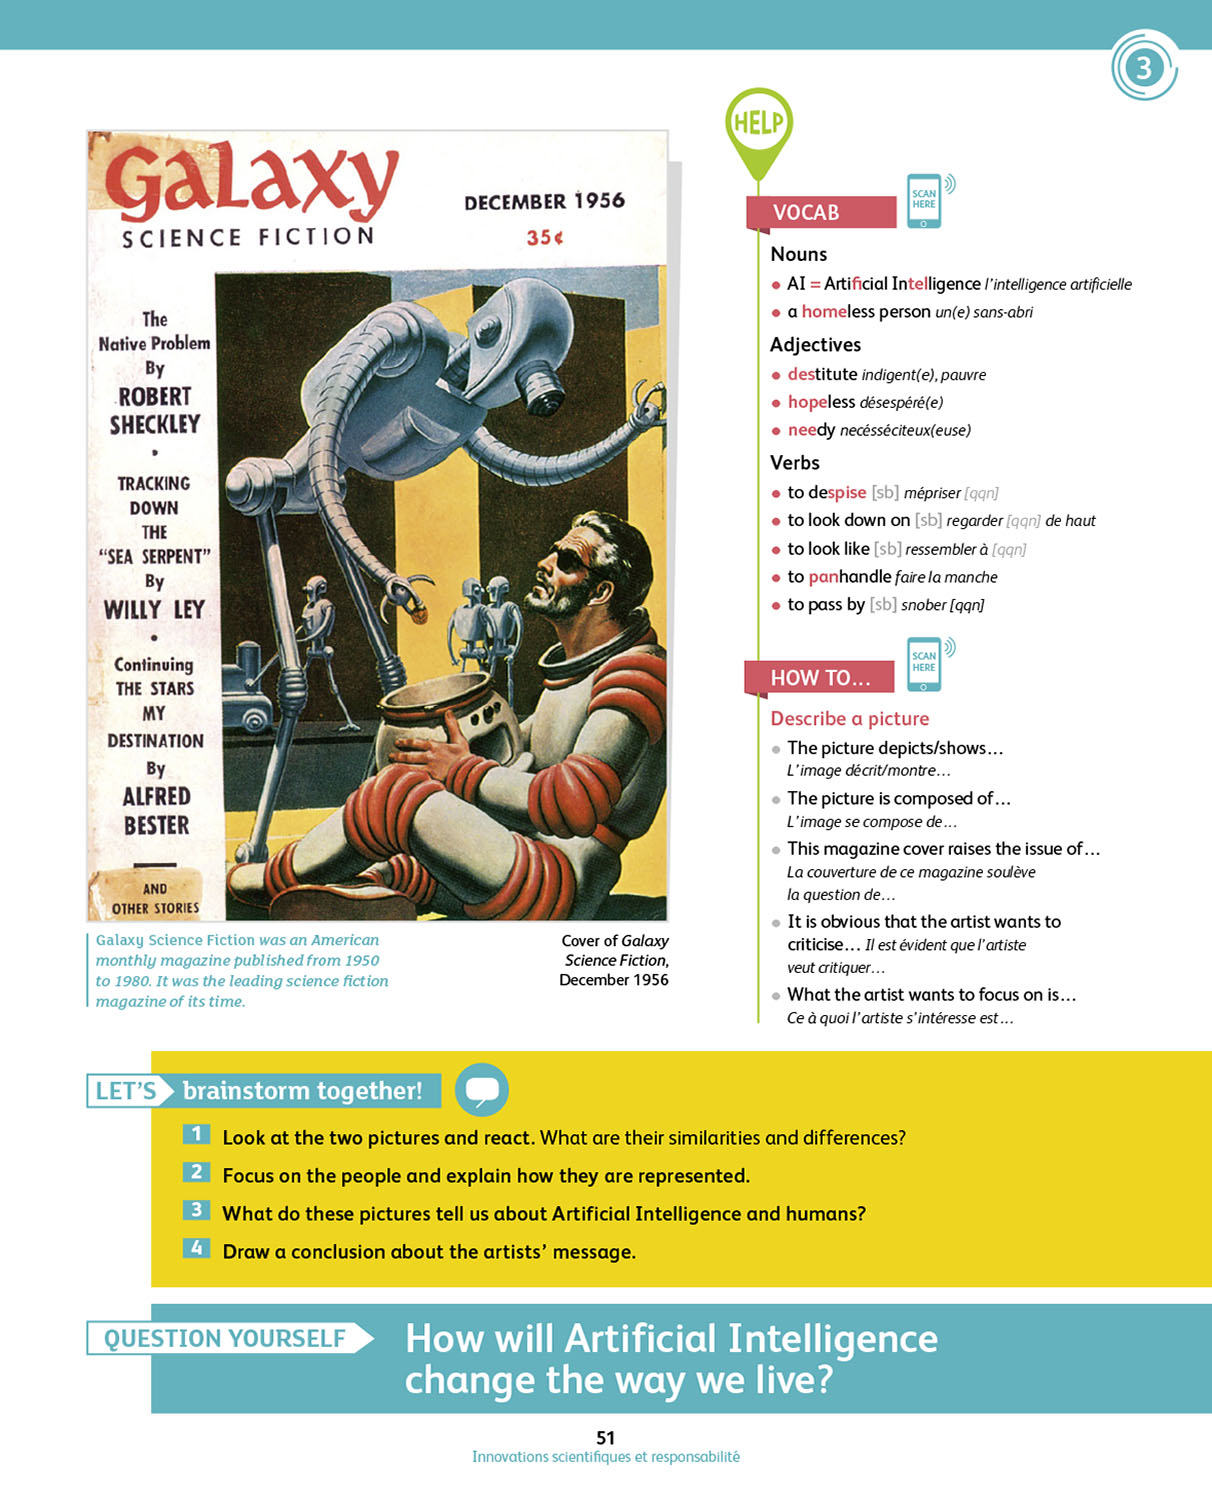 3
Galaxy
SCIENCE FICTION
DECEMBER 1956
35¢
The
Native Problem
By
ROBERT
SHECKLEY
•
TRACKING
DOWN
THE
“SEA SERPENT”
By
WILLY LEY
•
Continuing
THE STARS
MY
DESTINATION
By
ALFRED
BESTER
AND
OTHER STORIES
Galaxy Science Fiction was an American
monthly magazine published from 1950
to 1980. It was the leading science fiction
magazine of its time.
Cover of Galaxy
Science Fiction,
December 1956
HELP
VOCAB
SCAN
HERE
Nouns
• AI = Artificial Intelligence l’intelligence artificielle
• a homeless person un(e) sans-abri
Adjectives
• destitute indigent(e), pauvre
• hopeless désespéré(e)
• needy necésséciteux(euse)
Verbs
• to despise [sb] mépriser [qqn]
• to look down on [sb] regarder [qqn] de haut
• to look like [sb] ressembler à [qqn]
• to panhandle faire la manche
• to pass by [sb] snober [qqn]
HOW TO...
SCAN
HERE
Describe a picture
• The picture depicts/shows...
L’image décrit/montre...
• The picture is composed of...
L’image se compose de...
• This magazine cover raises the issue of...
La couverture de ce magazine soulève
la question de...
• It is obvious that the artist wants to
criticise... Il est évident que l’artiste
veut critiquer...
• What the artist wants to focus on is...
Ce à quoi l’artiste s’intéresse est...
LET’S brainstorm together!
1 Look at the two pictures and react. What are their similarities and differences?
2 Focus on the people and explain how they are represented.
3 What do these pictures tell us about Artificial Intelligence and humans?
4 Draw a conclusion about the artists’ message.
QUESTION YOURSELF
How will Artificial Intelligence
change the way we live?
51
Innovations scientifiques et responsabilité